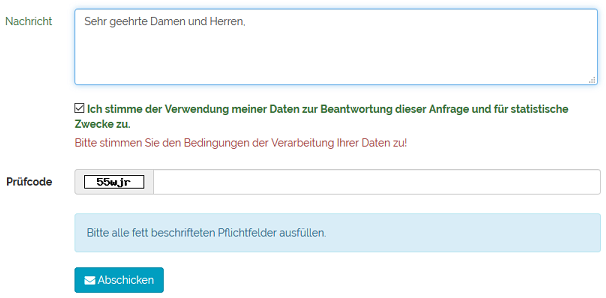 Nachricht
Sehr geehrte Damen und Herren,
Ich stimme der Verwendung meiner Daten zur Beantwortung dieser Anfrage und für statistische
Zwecke zu.
Bitte stimmen Sie den Bedingungen der Verarbeitung Ihrer Daten zu!
Prüfcode
55wjr
Bitte alle fett beschrifteten Pflichtfelder ausfüllen.
Abschicken